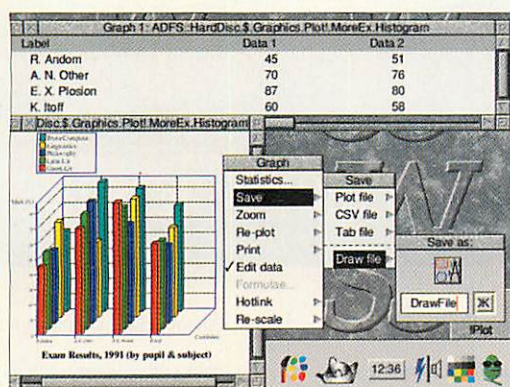 Graph 1: ADFS::HardDisc.$.Graphics.Plot!.MoreEx.Histogram
Label Data 1 Data 2
R. Andom 45 51
A. N. Other 70 76
E. X. Plosion 87 80
K. Itoff 60 58
Disc.$.Graphics.Plot!.MoreEx.Histogram
Exam Results, 1991 (by pupil & subject)
Graph
Statistics...
Save
Zoom
Re-plot
Print
✓Edit data
Formulae...
Hotlink
Re-scale
Save
Plot file
CSV file
Tab file
Draw file
Save as:
DrawFile
!Plot
12:36